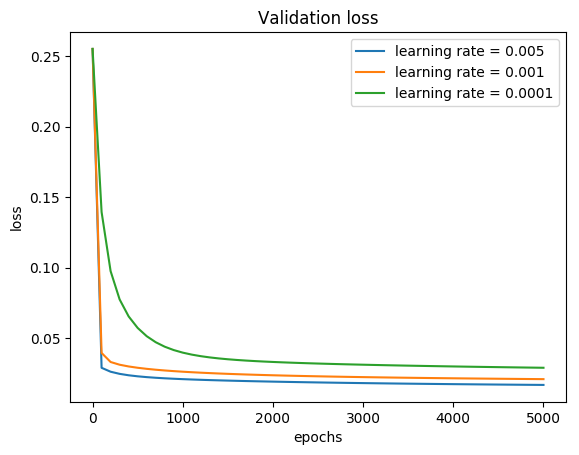 Validation loss
learning rate = 0.005
learning rate = 0.001
learning rate = 0.0001
0.25
0.20
0.15
0.10
0.05
loss
0 1000 2000 3000 4000 5000
epochs